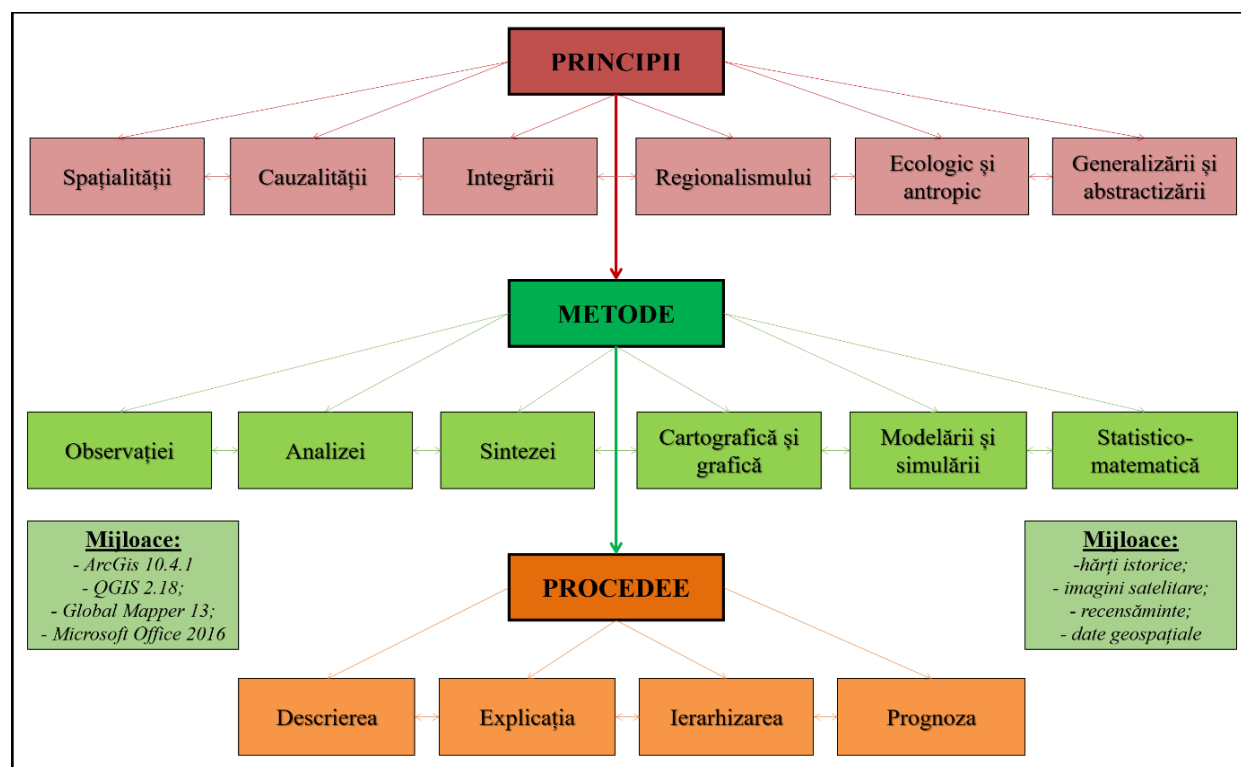 PRINCIPII
Spațialității
Cauzalității
Integrării
Regionalismului
Ecologic și
antropic
Generalizării și
abstractizării
METODE
Observației
Analizei
Sintezei
Cartografică și
grafică
Modelării și
simulării
Statistico-
matematică
Mijloace:
- ArcGis 10.4.1
- QGIS 2.18;
- Global Mapper 13;
- Microsoft Office 2016
Mijloace:
-hărți istorice;
- imagini satelitare;
- recensăminte;
- date geospațiale
PROCEDEE
Descrierea
Explicația
Ierarhizarea
Prognoza